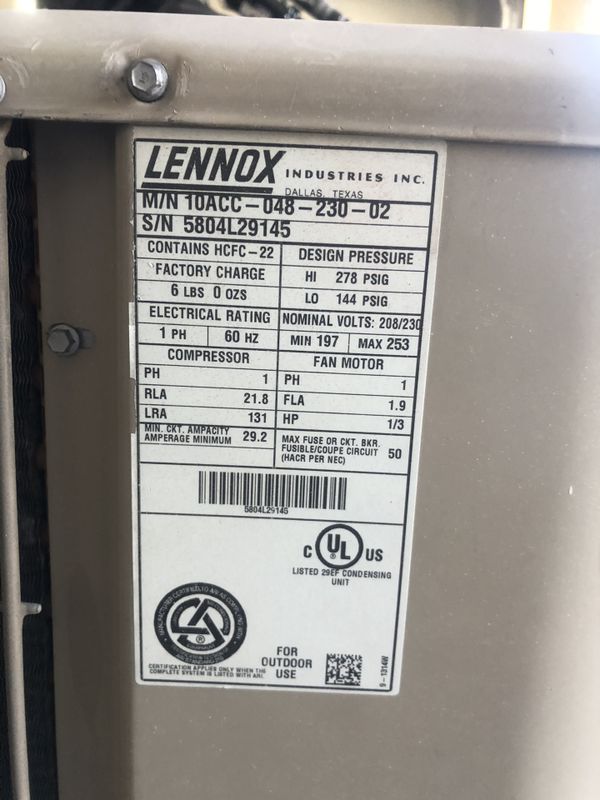 LENNOX INDUSTRIES INC.
DALLAS, TEXAS
M/N 10ACC-048-230-02
S/N 5804L29145
CONTAINS HCFC-22
FACTORY CHARGE
6 LBS 0 OZS
DESIGN PRESSURE
HI 278 PSIG
LO 144 PSIG
ELECTRICAL RATING
NOMINAL VOLTS: 208/230
1 PH 60 HZ
MIN 197 MAX 253
COMPRESSOR
PH 1
RLA 21.8
LRA 131
MIN. CKT. AMPACITY
AMPERAGE MINIMUM 29.2
FAN MOTOR
PH 1
FLA 1.9
HP 1/3
MAX FUSE OR CKT. BKR.
FUSIBLE/COUPE CIRCUIT 50
(HACR PER NEC)
5804L29145
C UL US
®
LISTED 29EF CONDENSING
UNIT
®
CERTIFICATION APPLIES ONLY WHEN THE
COMPLETE SYSTEM IS LISTED WITH ARI.
FOR
OUTDOOR
USE
9-1314W